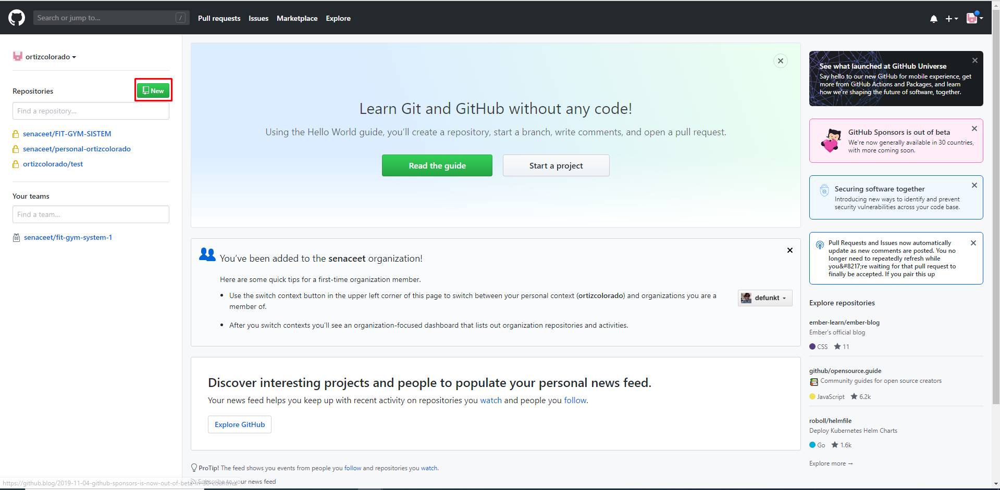 Search or jump to...
/
Pull requests
Issues
Marketplace
Explore
ortizcolorado
Repositories
New
Find a repository...
senaceet/FIT-GYM-SISTEM
senaceet/personal-ortizcolorado
ortizcolorado/test
Your teams
Find a team...
senaceet/fit-gym-system-1
Learn Git and GitHub without any code!
Using the Hello World guide, you’ll create a repository, start a branch, write comments, and open a pull request.
Read the guide
Start a project
You’ve been added to the senaceet organization!
Here are some quick tips for a first-time organization member.
Use the switch context button in the upper left corner of this page to switch between your personal context (ortizcolorado) and organizations you are a
member of.
defunkt
After you switch contexts you’ll see an organization-focused dashboard that lists out organization repositories and activities.
Discover interesting projects and people to populate your personal news feed.
Your news feed helps you keep up with recent activity on repositories you watch and people you follow.
Explore GitHub
ProTip! The feed shows you events from people you follow and repositories you watch.
Subscribe to your news feed
https://github.blog/2019-11-04-github-sponsors-is-now-out-of-beta-in-30-countries
See what launched at GitHub Universe
Say hello to our new GitHub for mobile experience, get
more from GitHub Actions and Packages, and learn
how we’re shaping the future of software, together.
GitHub Sponsors is out of beta
We're now generally available in 30 countries,
with more coming soon.
Securing software together
Introducing new ways to identify and prevent
security vulnerabilities across your code base.
Pull Requests and Issues now automatically
update as new comments are posted. You no
longer need to repeatedly refresh while
you&#8217;re waiting for that pull request to
finally be accepted. If you pair this up
Explore repositories
ember-learn/ember-blog
Ember's official blog
CSS 11
github/opensource.guide
Community guides for open source creators
JavaScript 6.2k
roboll/helmfile
Deploy Kubernetes Helm Charts
Go 1.6k
Explore more →